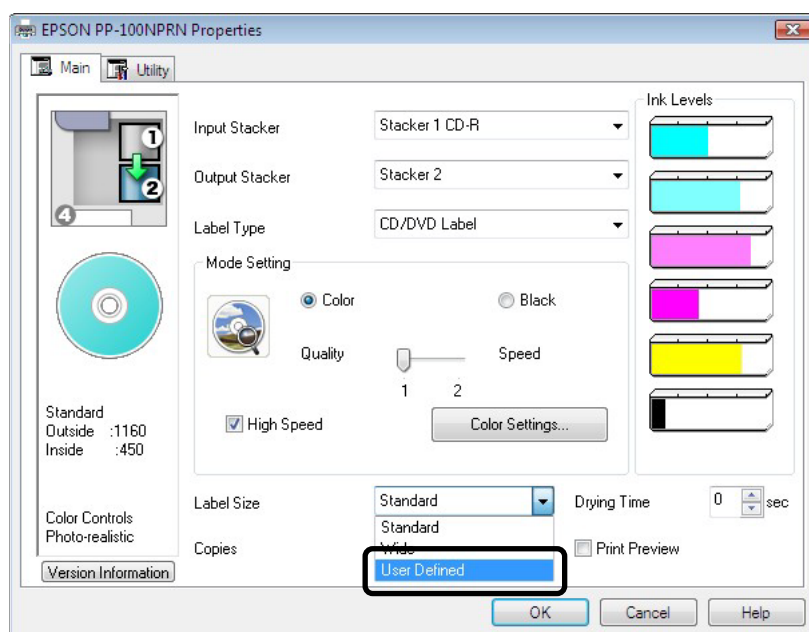 EPSON PP-100NPRN Properties
Main
Utility
1
2
4
Standard
Outside :1160
Inside :450
Color Controls
Photo-realistic
Version Information
Input Stacker
Stacker 1 CD-R
Output Stacker
Stacker 2
Label Type
CD/DVD Label
Mode Setting
Color
Black
Quality
Speed
1 2
High Speed
Color Settings...
Label Size
Standard
Standard
Wide
User Defined
Drying Time
0
sec
Copies
Print Preview
Ink Levels
OK
Cancel
Help